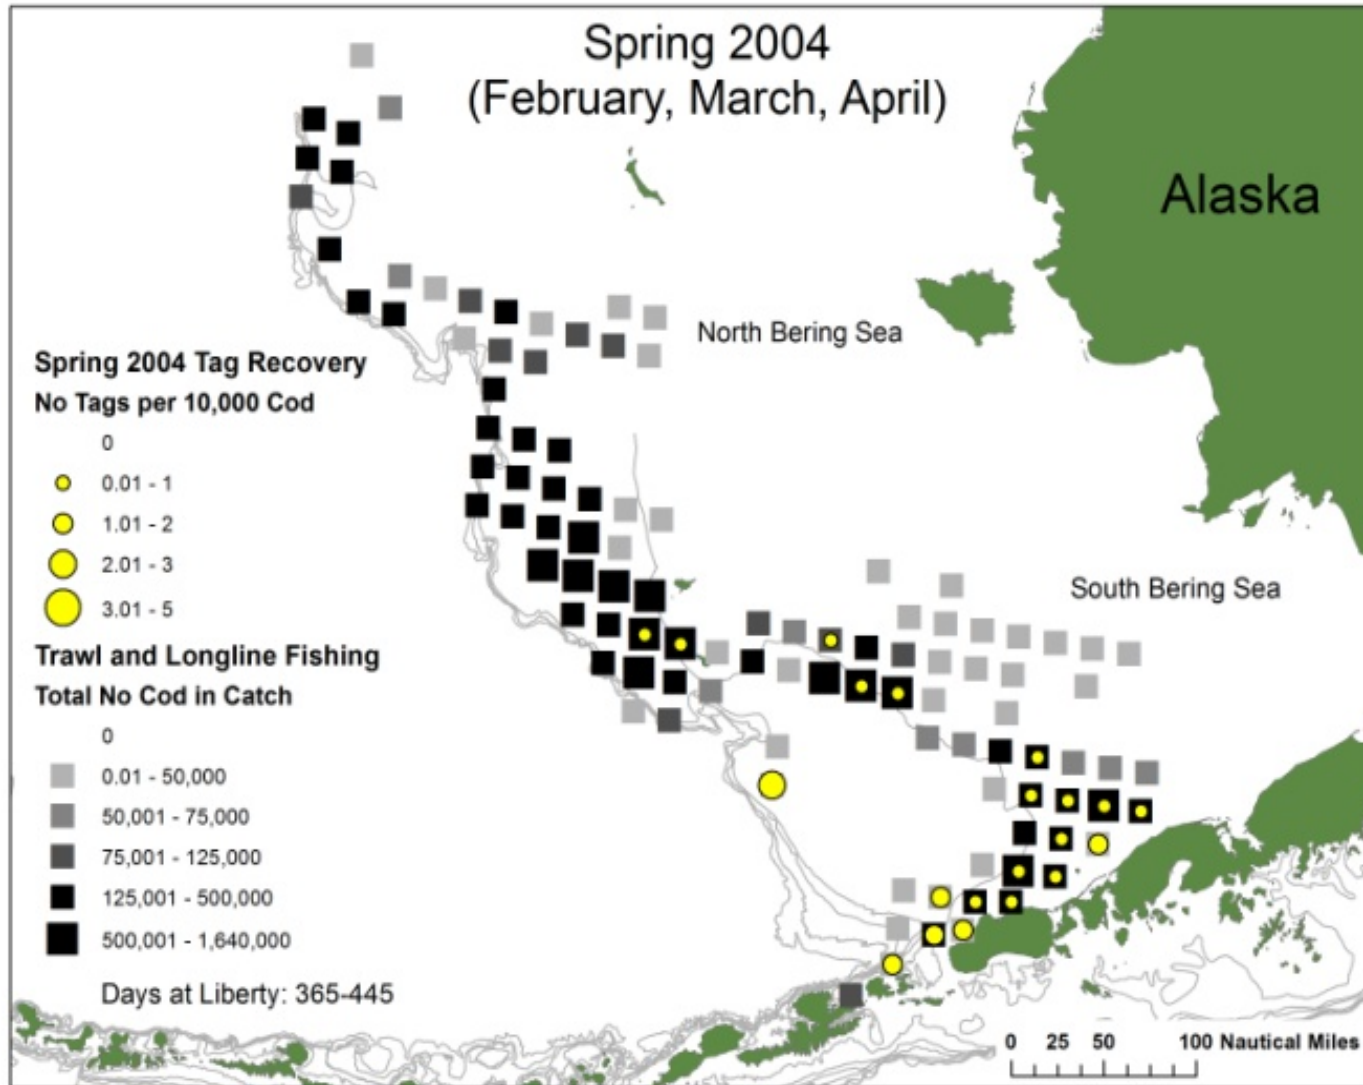 Spring 2004
(February, March, April)
Alaska
North Bering Sea
Spring 2004 Tag Recovery
No Tags per 10,000 Cod
0
0.01 - 1
1.01 - 2
2.01 - 3
3.01 - 5
South Bering Sea
Trawl and Longline Fishing
Total No Cod in Catch
0
0.01 - 50,000
50,001 - 75,000
75,001 - 125,000
125,001 - 500,000
500,001 - 1,640,000
Days at Liberty: 365-445
0 25 50 100 Nautical Miles